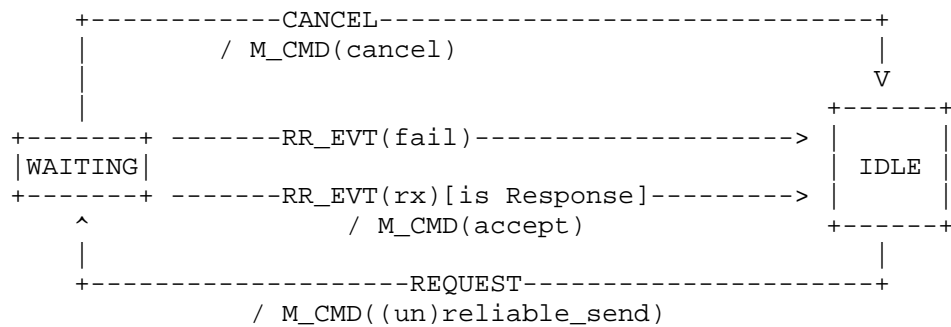 CANCEL
/ M_CMD(cancel)
RR_EVT(fail)
WAITING
IDLE
RR_EVT(rx)[is Response]
/ M_CMD(accept)
REQUEST
/ M_CMD((un)reliable_send)